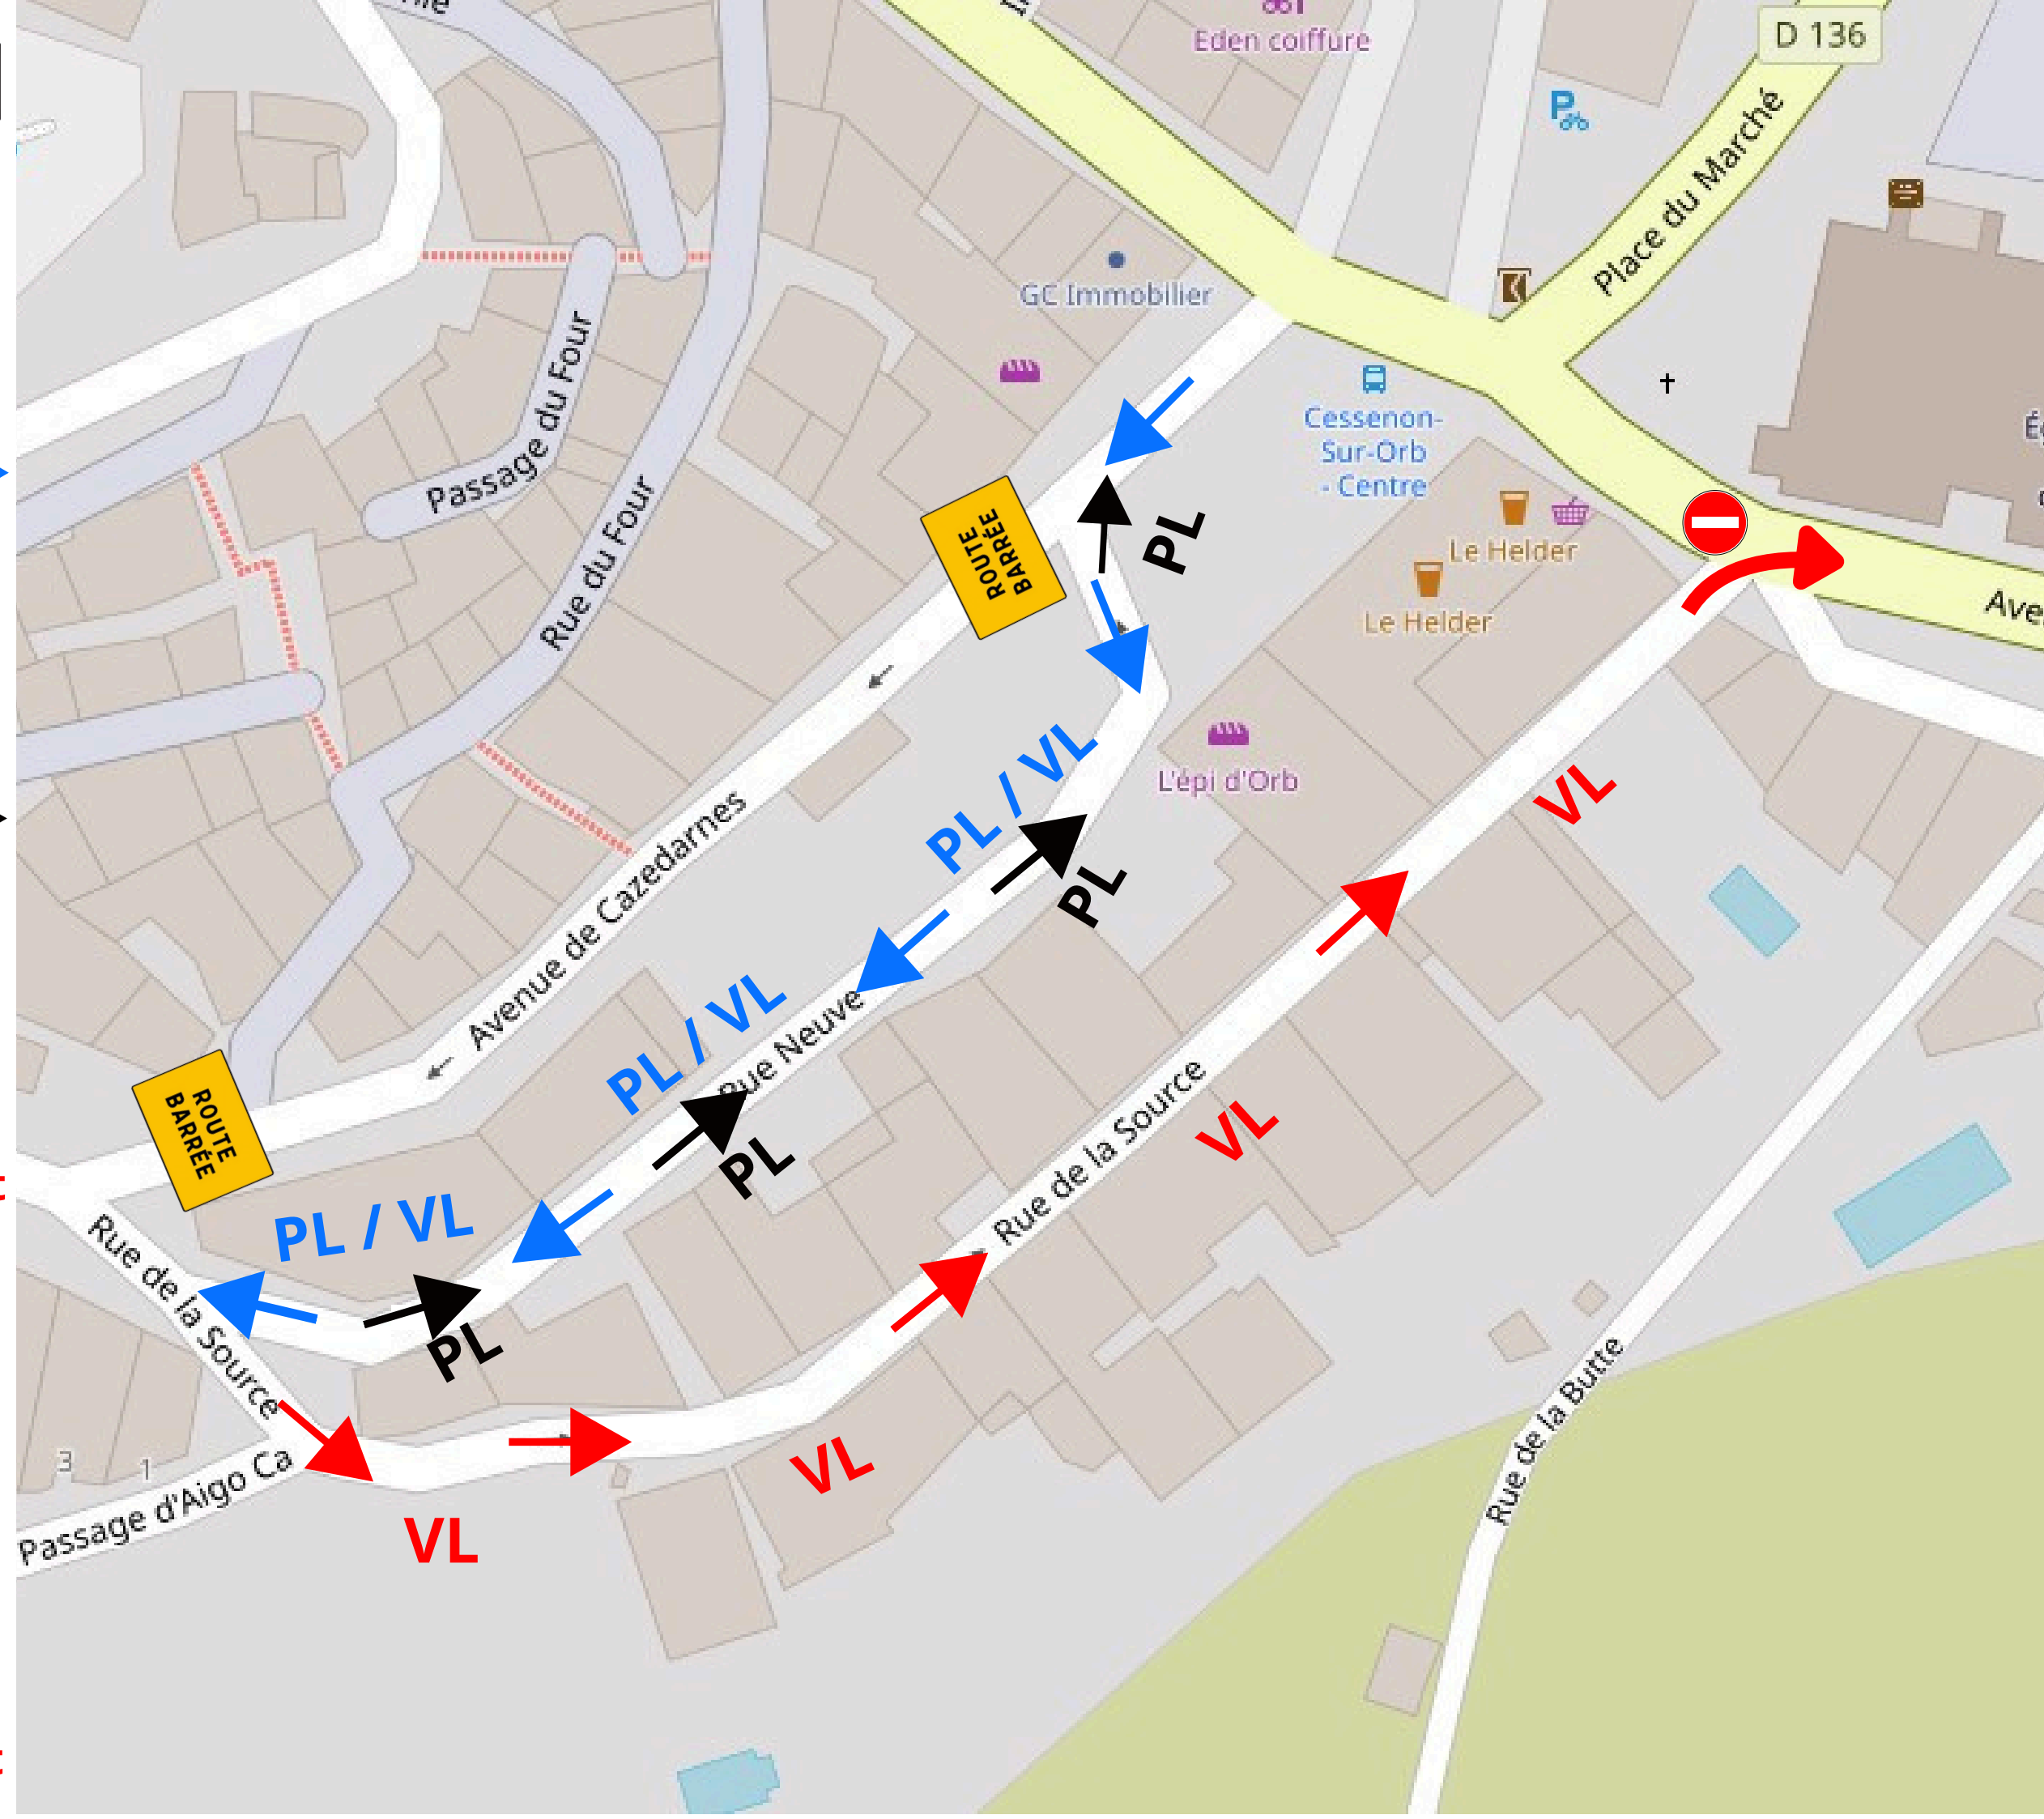 Eden coiffure
D 136
Place du Marché
GC Immobilier
Passage du Four
Rue du Four
Cessenon-
Sur-Orb
- Centre
Le Helder
Le Helder
ROUTE
BARRÉE
PL
Ave
PL / VL
L'épi d'Orb
VL
PL
Avenue de Cazedarnes
PL / VL
Rue Neuve
PL
Rue de la Source
VL
ROUTE
BARRÉE
PL / VL
Rue de la Source
PL
3
1
Passage d'Aigo Ca
VL
VL
Rue de la Butte